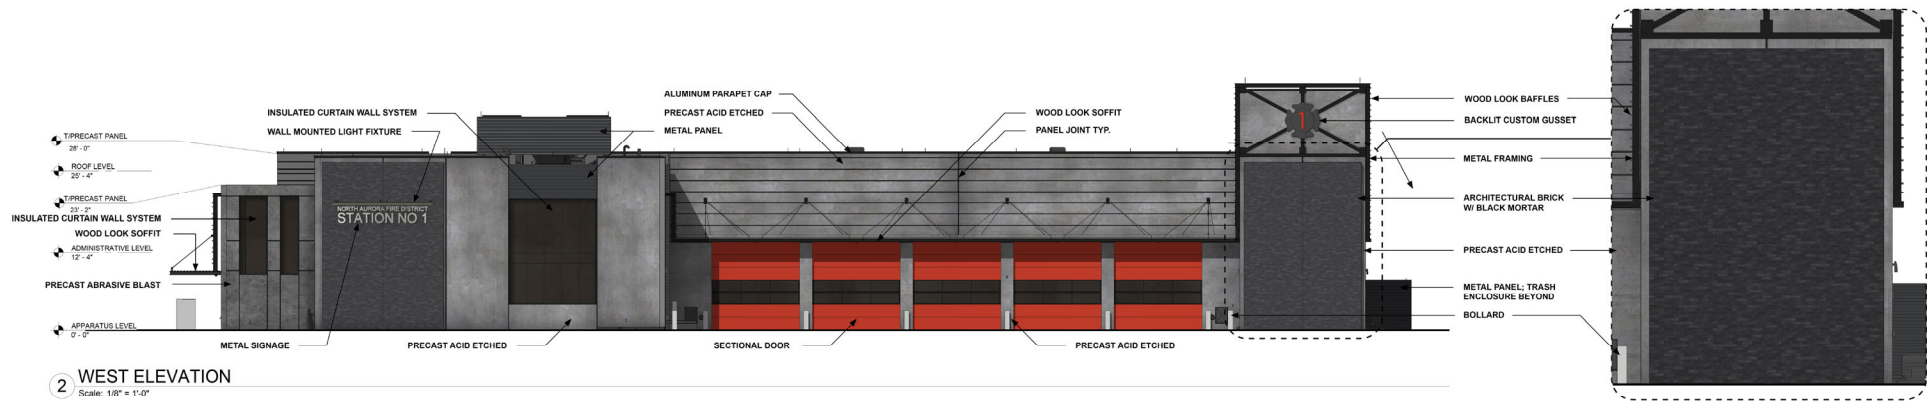 T/PRECAST PANEL
28' - 0"
ROOF LEVEL
25' - 4"
T/PRECAST PANEL
23' - 2"
INSULATED CURTAIN WALL SYSTEM
WOOD LOOK SOFFIT
ADMINISTRATIVE LEVEL
12' - 4"
PRECAST ABRASIVE BLAST
APPARATUS LEVEL
0' - 0"
INSULATED CURTAIN WALL SYSTEM
WALL MOUNTED LIGHT FIXTURE
NORTH AURORA FIRE DISTRICT
STATION NO 1
METAL SIGNAGE
PRECAST ACID ETCHED
ALUMINUM PARAPET CAP
PRECAST ACID ETCHED
METAL PANEL
WOOD LOOK SOFFIT
PANEL JOINT TYP.
SECTIONAL DOOR
PRECAST ACID ETCHED
1
WOOD LOOK BAFFLES
BACKLIT CUSTOM GUSSET
METAL FRAMING
ARCHITECTURAL BRICK
W/ BLACK MORTAR
PRECAST ACID ETCHED
METAL PANEL; TRASH
ENCLOSURE BEYOND
BOLLARD
2 WEST ELEVATION
Scale: 1/8" = 1'-0"